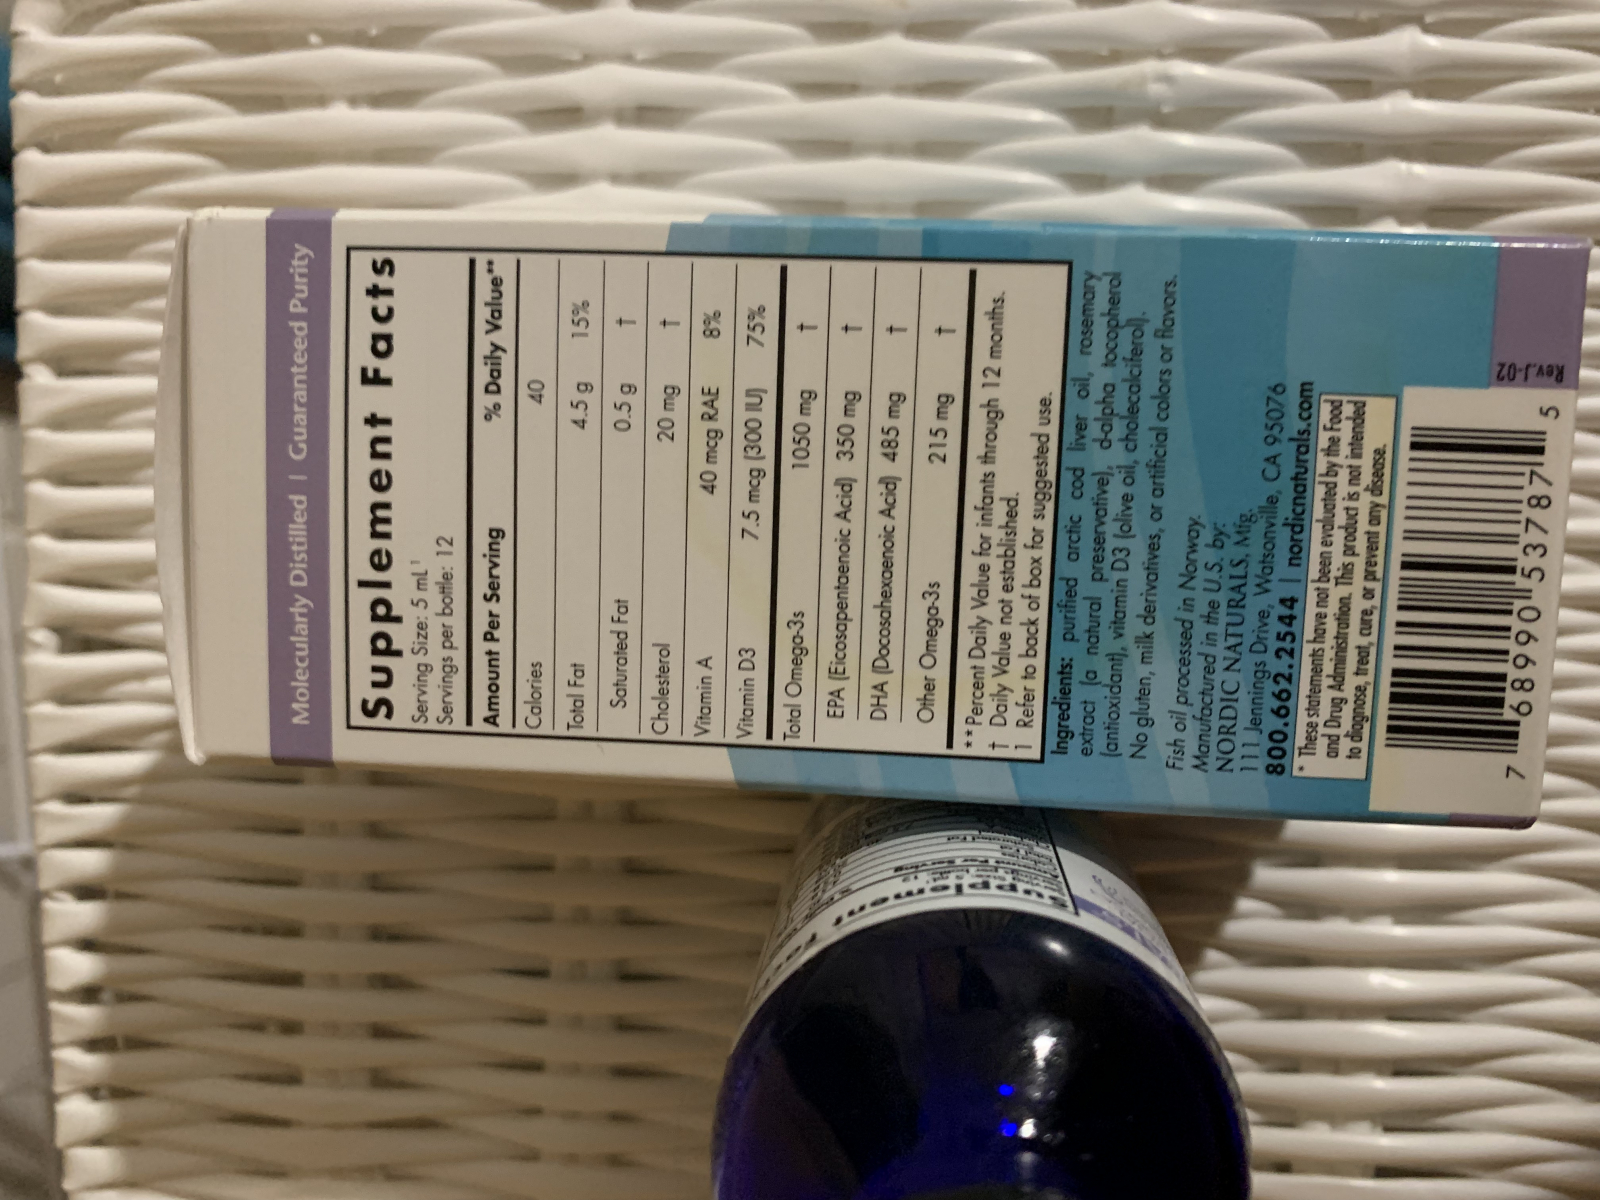 Molecularly Distilled | Guaranteed Purity
Supplement Facts
Serving Size: 5 mL¹
Servings per bottle: 12
Amount Per Serving % Daily Value**
Calories 40
Total Fat 4.5 g 15%
Saturated Fat 0.5 g †
Cholesterol 20 mg †
Vitamin A 40 mcg RAE 8%
Vitamin D3 7.5 mcg (300 IU) 75%
Total Omega-3s 1050 mg †
EPA (Eicosapentaenoic Acid) 350 mg †
DHA (Docosahexaenoic Acid) 485 mg †
Other Omega-3s 215 mg †
** Percent Daily Value for infants through 12 months.
† Daily Value not established.
1 Refer to back of box for suggested use.
Ingredients: purified arctic cod liver oil, rosemary
extract (a natural preservative), d-alpha tocopherol
(antioxidant), vitamin D3 (olive oil, cholecalciferol).
No gluten, milk derivatives, or artificial colors or flavors.
Fish oil processed in Norway.
Manufactured in the U.S. by:
NORDIC NATURALS, Mfg.
111 Jennings Drive, Watsonville, CA 95076
800.662.2544 | nordicnaturals.com
* These statements have not been evaluated by the Food
and Drug Administration. This product is not intended
to diagnose, treat, cure, or prevent any disease.
Rev.J-02
7 68990 53787 5
Supplement Facts